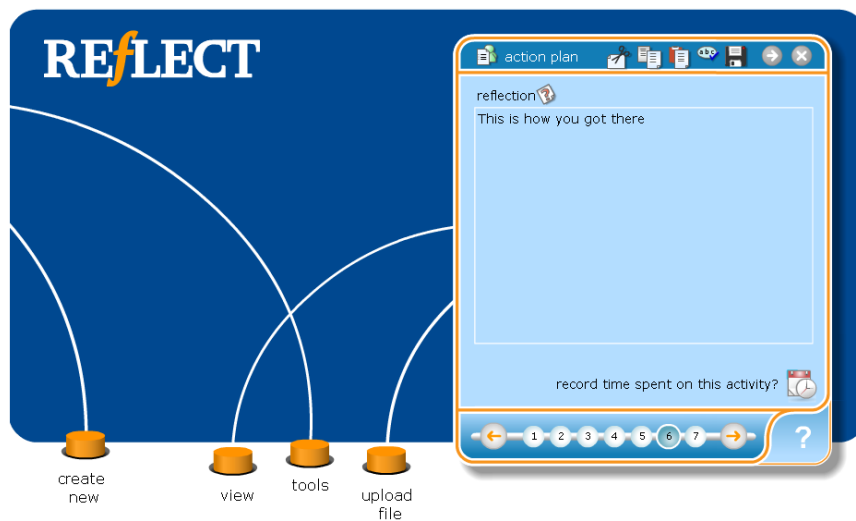 REfLECT
action plan
abc
reflection
This is how you got there
record time spent on this activity?
1 2 3 4 5 6 7
?
create
new
view
tools
upload
file